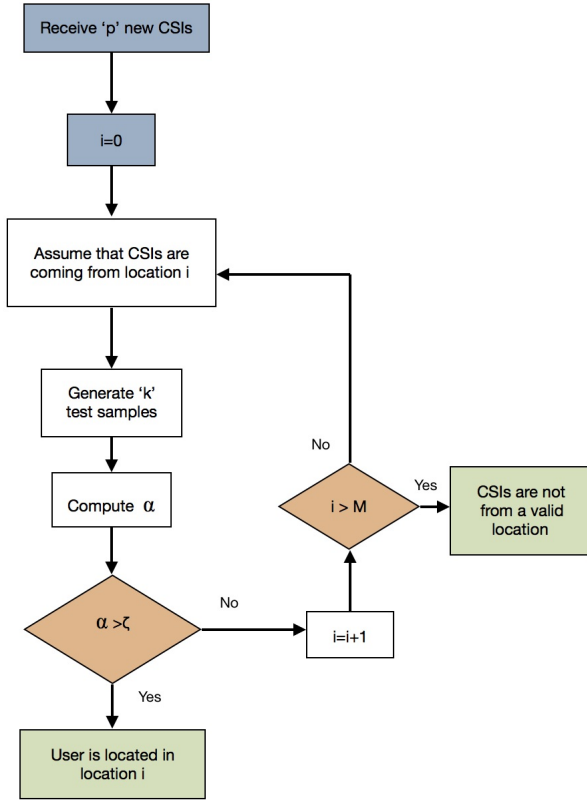 Receive ‘p’ new CSIs
i=0
Assume that CSIs are
coming from location i
Generate ‘k’
test samples
Compute α
α >ζ
No
Yes
User is located in
location i
i=i+1
i > M
No
Yes
CSIs are not
from a valid
location